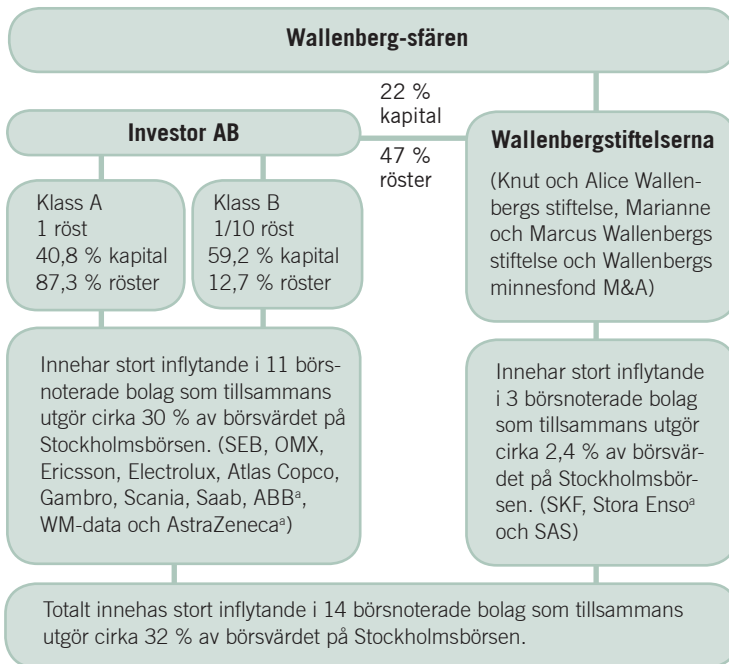 Wallenberg-sfären
22 %
kapital
47 %
röster
Investor AB
Klass A
1 röst
40,8 % kapital
87,3 % röster
Klass B
1/10 röst
59,2 % kapital
12,7 % röster
Wallenbergstiftelserna
(Knut och Alice Wallen-
bergs stiftelse, Marianne
och Marcus Wallenbergs
stiftelse och Wallenbergs
minnesfond M&A)
Innehar stort inflytande i 11 börs-
noterade bolag som tillsammans
utgör cirka 30 % av börsvärdet på
Stockholmsbörsen. (SEB, OMX,
Ericsson, Electrolux, Atlas Copco,
Gambro, Scania, Saab, ABBᵃ,
WM-data och AstraZenecaᵃ)
Innehar stort inflytande
i 3 börsnoterade bolag
som tillsammans utgör
cirka 2,4 % av börsvär-
det på Stockholmsbör-
sen. (SKF, Stora Ensoᵃ
och SAS)
Totalt innehas stort inflytande i 14 börsnoterade bolag som tillsammans
utgör cirka 32 % av börsvärdet på Stockholmsbörsen.